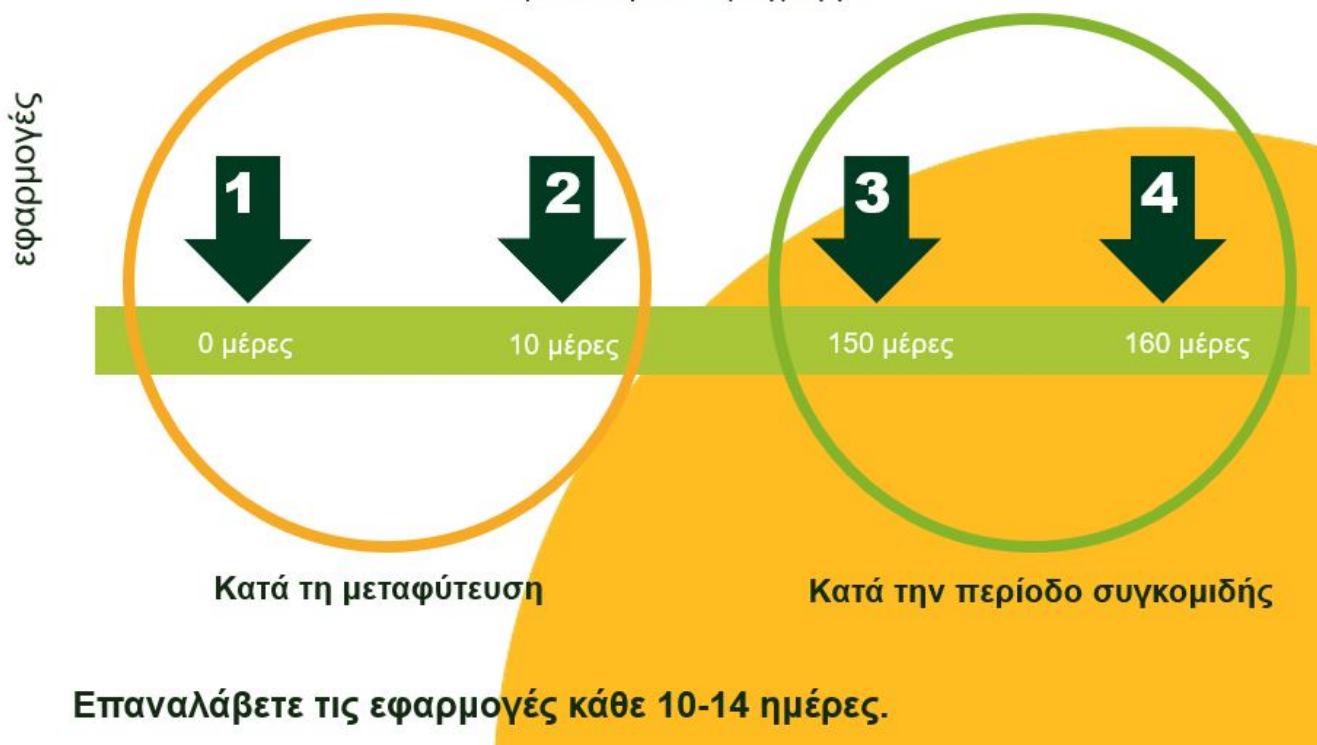 εφαρμογές
1
2
3
4
0 μέρες
10 μέρες
150 μέρες
160 μέρες
Κατά τη μεταφύτευση
Κατά την περίοδο συγκομιδής
Επαναλάβετε τις εφαρμογές κάθε 10-14 ημέρες.